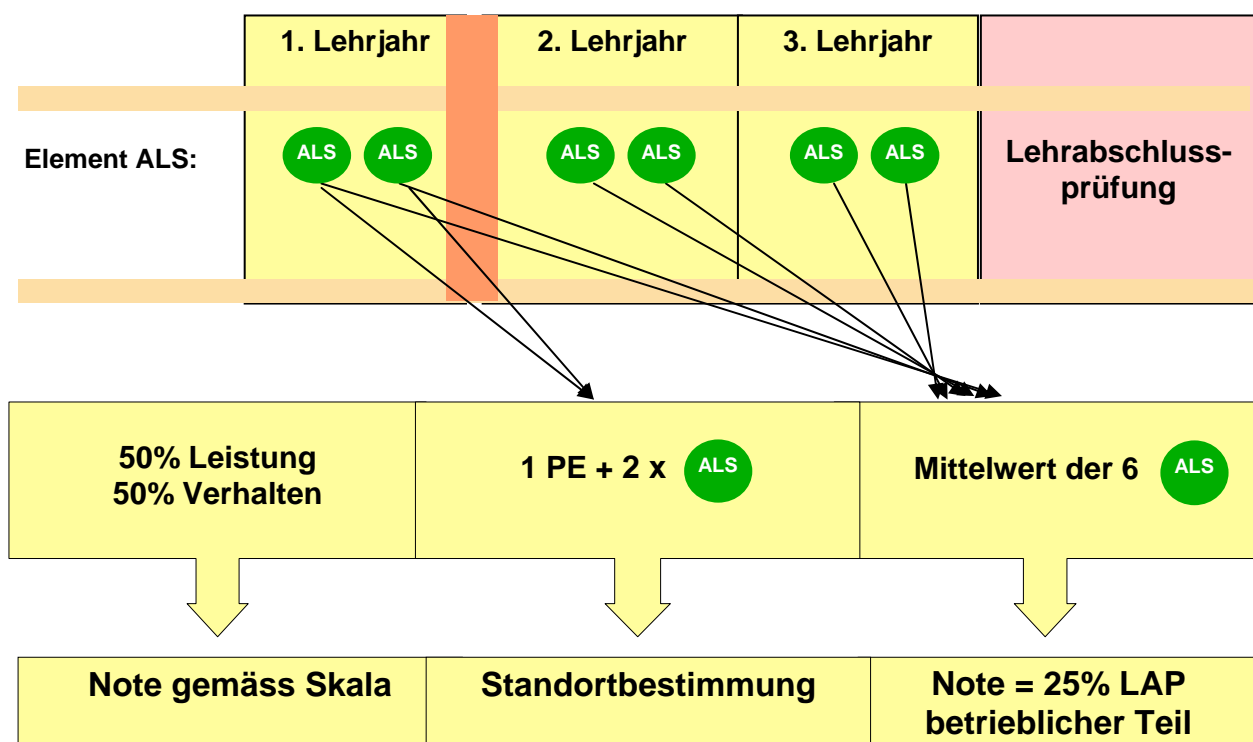 1. Lehrjahr
2. Lehrjahr
3. Lehrjahr
Element ALS:
ALS
ALS
ALS
ALS
ALS
ALS
Lehrabschluss-
prüfung
50% Leistung
50% Verhalten
1 PE + 2 x ALS
Mittelwert der 6 ALS
Note gemäss Skala
Standortbestimmung
Note = 25% LAP
betrieblicher Teil